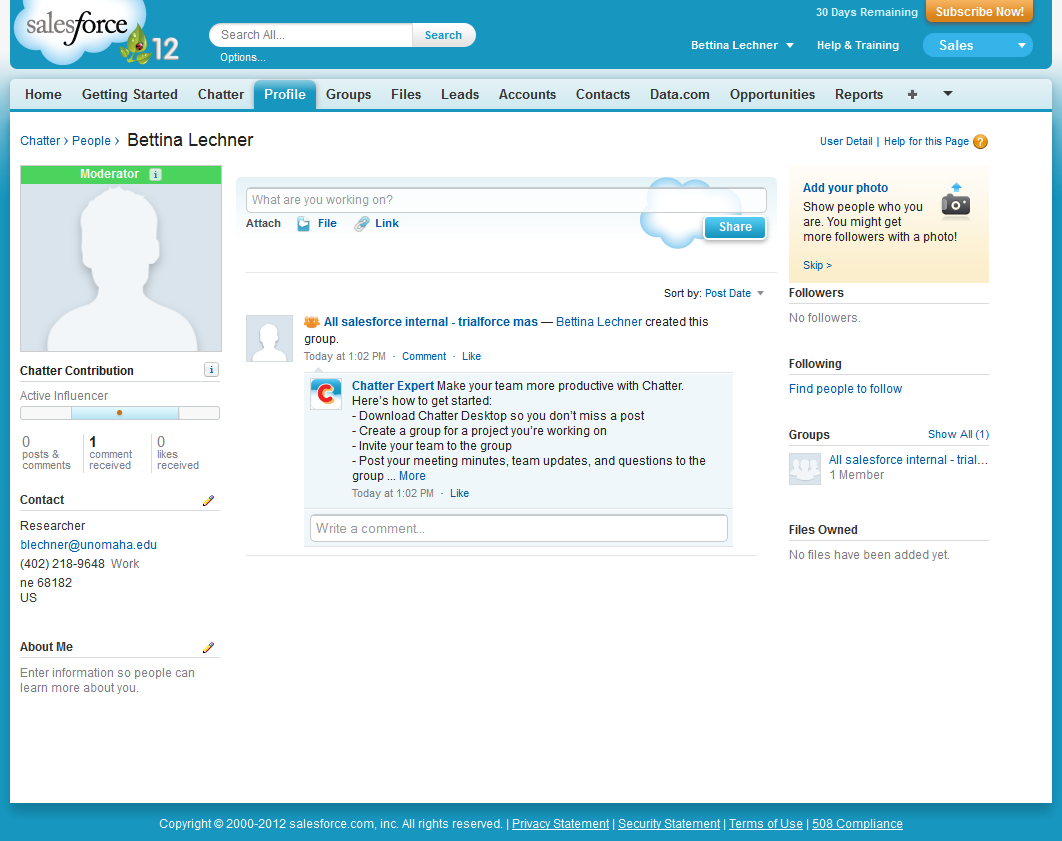 salesforce
12
Search All...
Search
Options...
30 Days Remaining
Subscribe Now!
Bettina Lechner
Help & Training
Sales
Home Getting Started Chatter Profile Groups Files Leads Accounts Contacts Data.com Opportunities Reports +
Chatter › People › Bettina Lechner
User Detail | Help for this Page ?
Moderator i
Chatter Contribution i
Active Influencer
0
posts &
comments
1
comment
received
0
likes
received
Contact
Researcher
blechner@unomaha.edu
(402) 218-9648 Work
ne 68182
US
About Me
Enter information so people can
learn more about you.
What are you working on?
Attach File Link
Share
Sort by: Post Date
All salesforce internal - trialforce mas — Bettina Lechner created this
group.
Today at 1:02 PM · Comment · Like
C
Chatter Expert Make your team more productive with Chatter.
Here's how to get started:
- Download Chatter Desktop so you don't miss a post
- Create a group for a project you're working on
- Invite your team to the group
- Post your meeting minutes, team updates, and questions to the
group ... More
Today at 1:02 PM · Like
Write a comment...
Add your photo
Show people who you
are. You might get
more followers with a photo!
Skip >
Followers
No followers.
Following
Find people to follow
Groups Show All (1)
All salesforce internal - trial...
1 Member
Files Owned
No files have been added yet.
Copyright © 2000-2012 salesforce.com, inc. All rights reserved. | Privacy Statement | Security Statement | Terms of Use | 508 Compliance